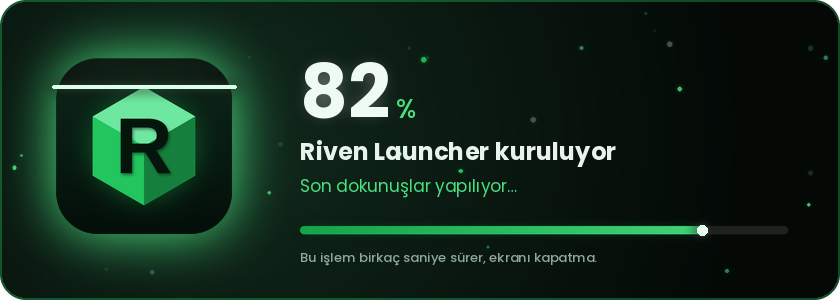 R
82 %
Riven Launcher kuruluyor
Son dokunuşlar yapılıyor...
Bu işlem birkaç saniye sürer, ekranı kapatma.